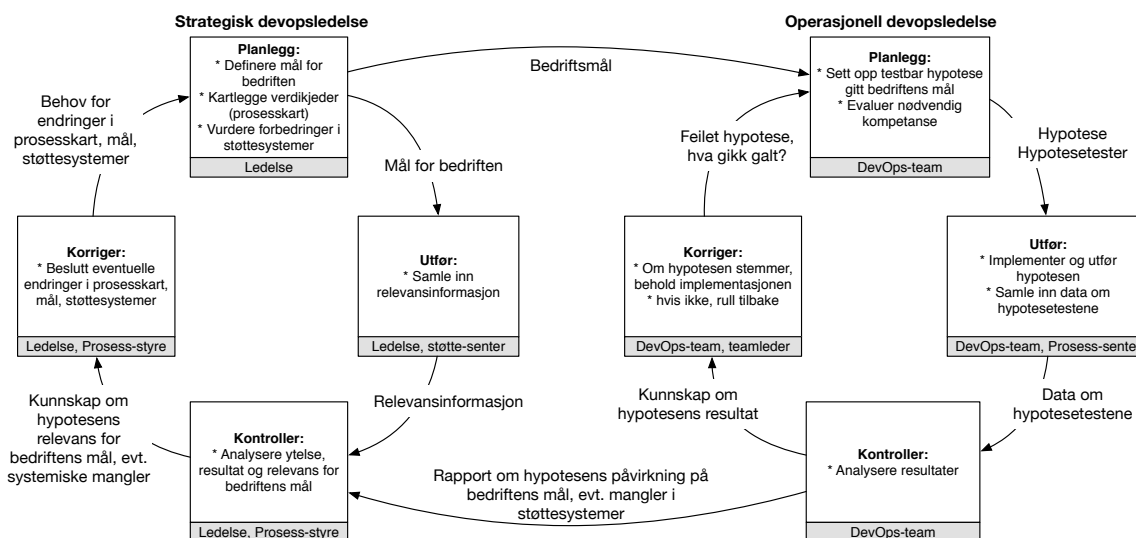 Strategisk devopsledelse
Operasjonell devopsledelse
Planlegg:
* Definere mål for
bedriften
* Kartlegge verdikjeder
(prosesskart)
* Vurdere forbedringer i
støttesystemer
Ledelse
Bedriftsmål
Planlegg:
* Sett opp testbar hypotese
gitt bedriftens mål
* Evaluer nødvendig
kompetanse
DevOps-team
Behov for
endringer i
prosesskart, mål,
støttesystemer
Mål for bedriften
Feilet hypotese,
hva gikk galt?
Hypotese
Hypotesetester
Korriger:
* Beslutt eventuelle
endringer i prosesskart,
mål, støttesystemer
Ledelse, Prosess-styre
Utfør:
* Samle inn
relevansinformasjon
Ledelse, støtte-senter
Korriger:
* Om hypotesen stemmer,
behold implementasjonen
* hvis ikke, rull tilbake
DevOps-team, teamleder
Utfør:
* Implementer og utfør
hypotesen
* Samle inn data om
hypotesetestene
DevOps-team, Prosess-sente
Kunnskap om
hypotesens
relevans for
bedriftens mål, evt.
systemiske mangler
Relevansinformasjon
Kunnskap om
hypotesens resultat
Data om
hypotesetestene
Kontroller:
* Analysere ytelse,
resultat og relevans for
bedriftens mål
Ledelse, Prosess-styre
Rapport om hypotesens påvirkning på
bedriftens mål, evt. mangler i
støttesystemer
Kontroller:
* Analysere resultater
DevOps-team